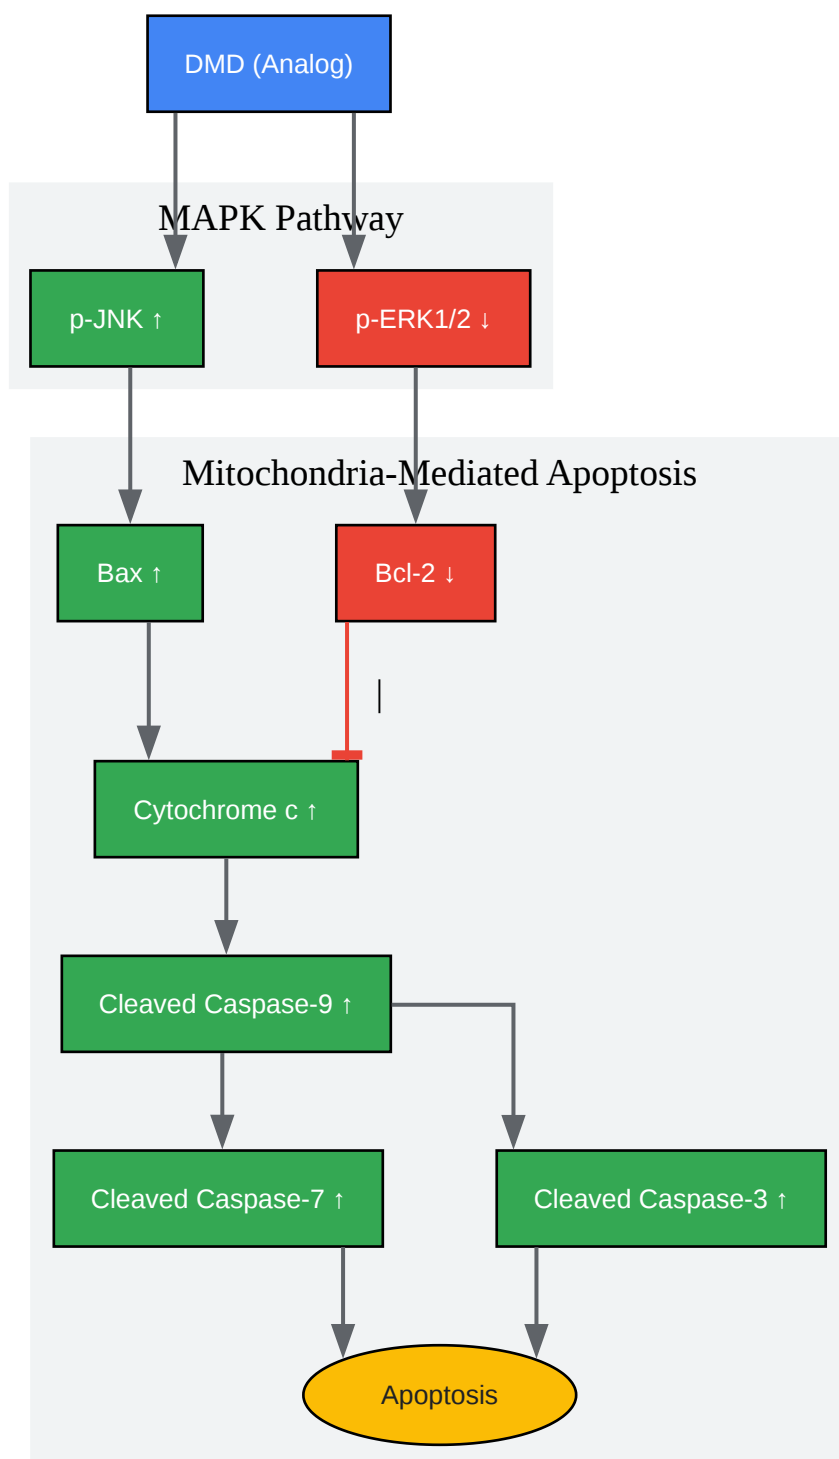 DMD (Analog)
MAPK Pathway
p-JNK ↑
p-ERK1/2 ↓
Mitochondria-Mediated Apoptosis
Bax ↑
Bcl-2 ↓
|
Cytochrome c ↑
Cleaved Caspase-9 ↑
Cleaved Caspase-7 ↑
Cleaved Caspase-3 ↑
Apoptosis